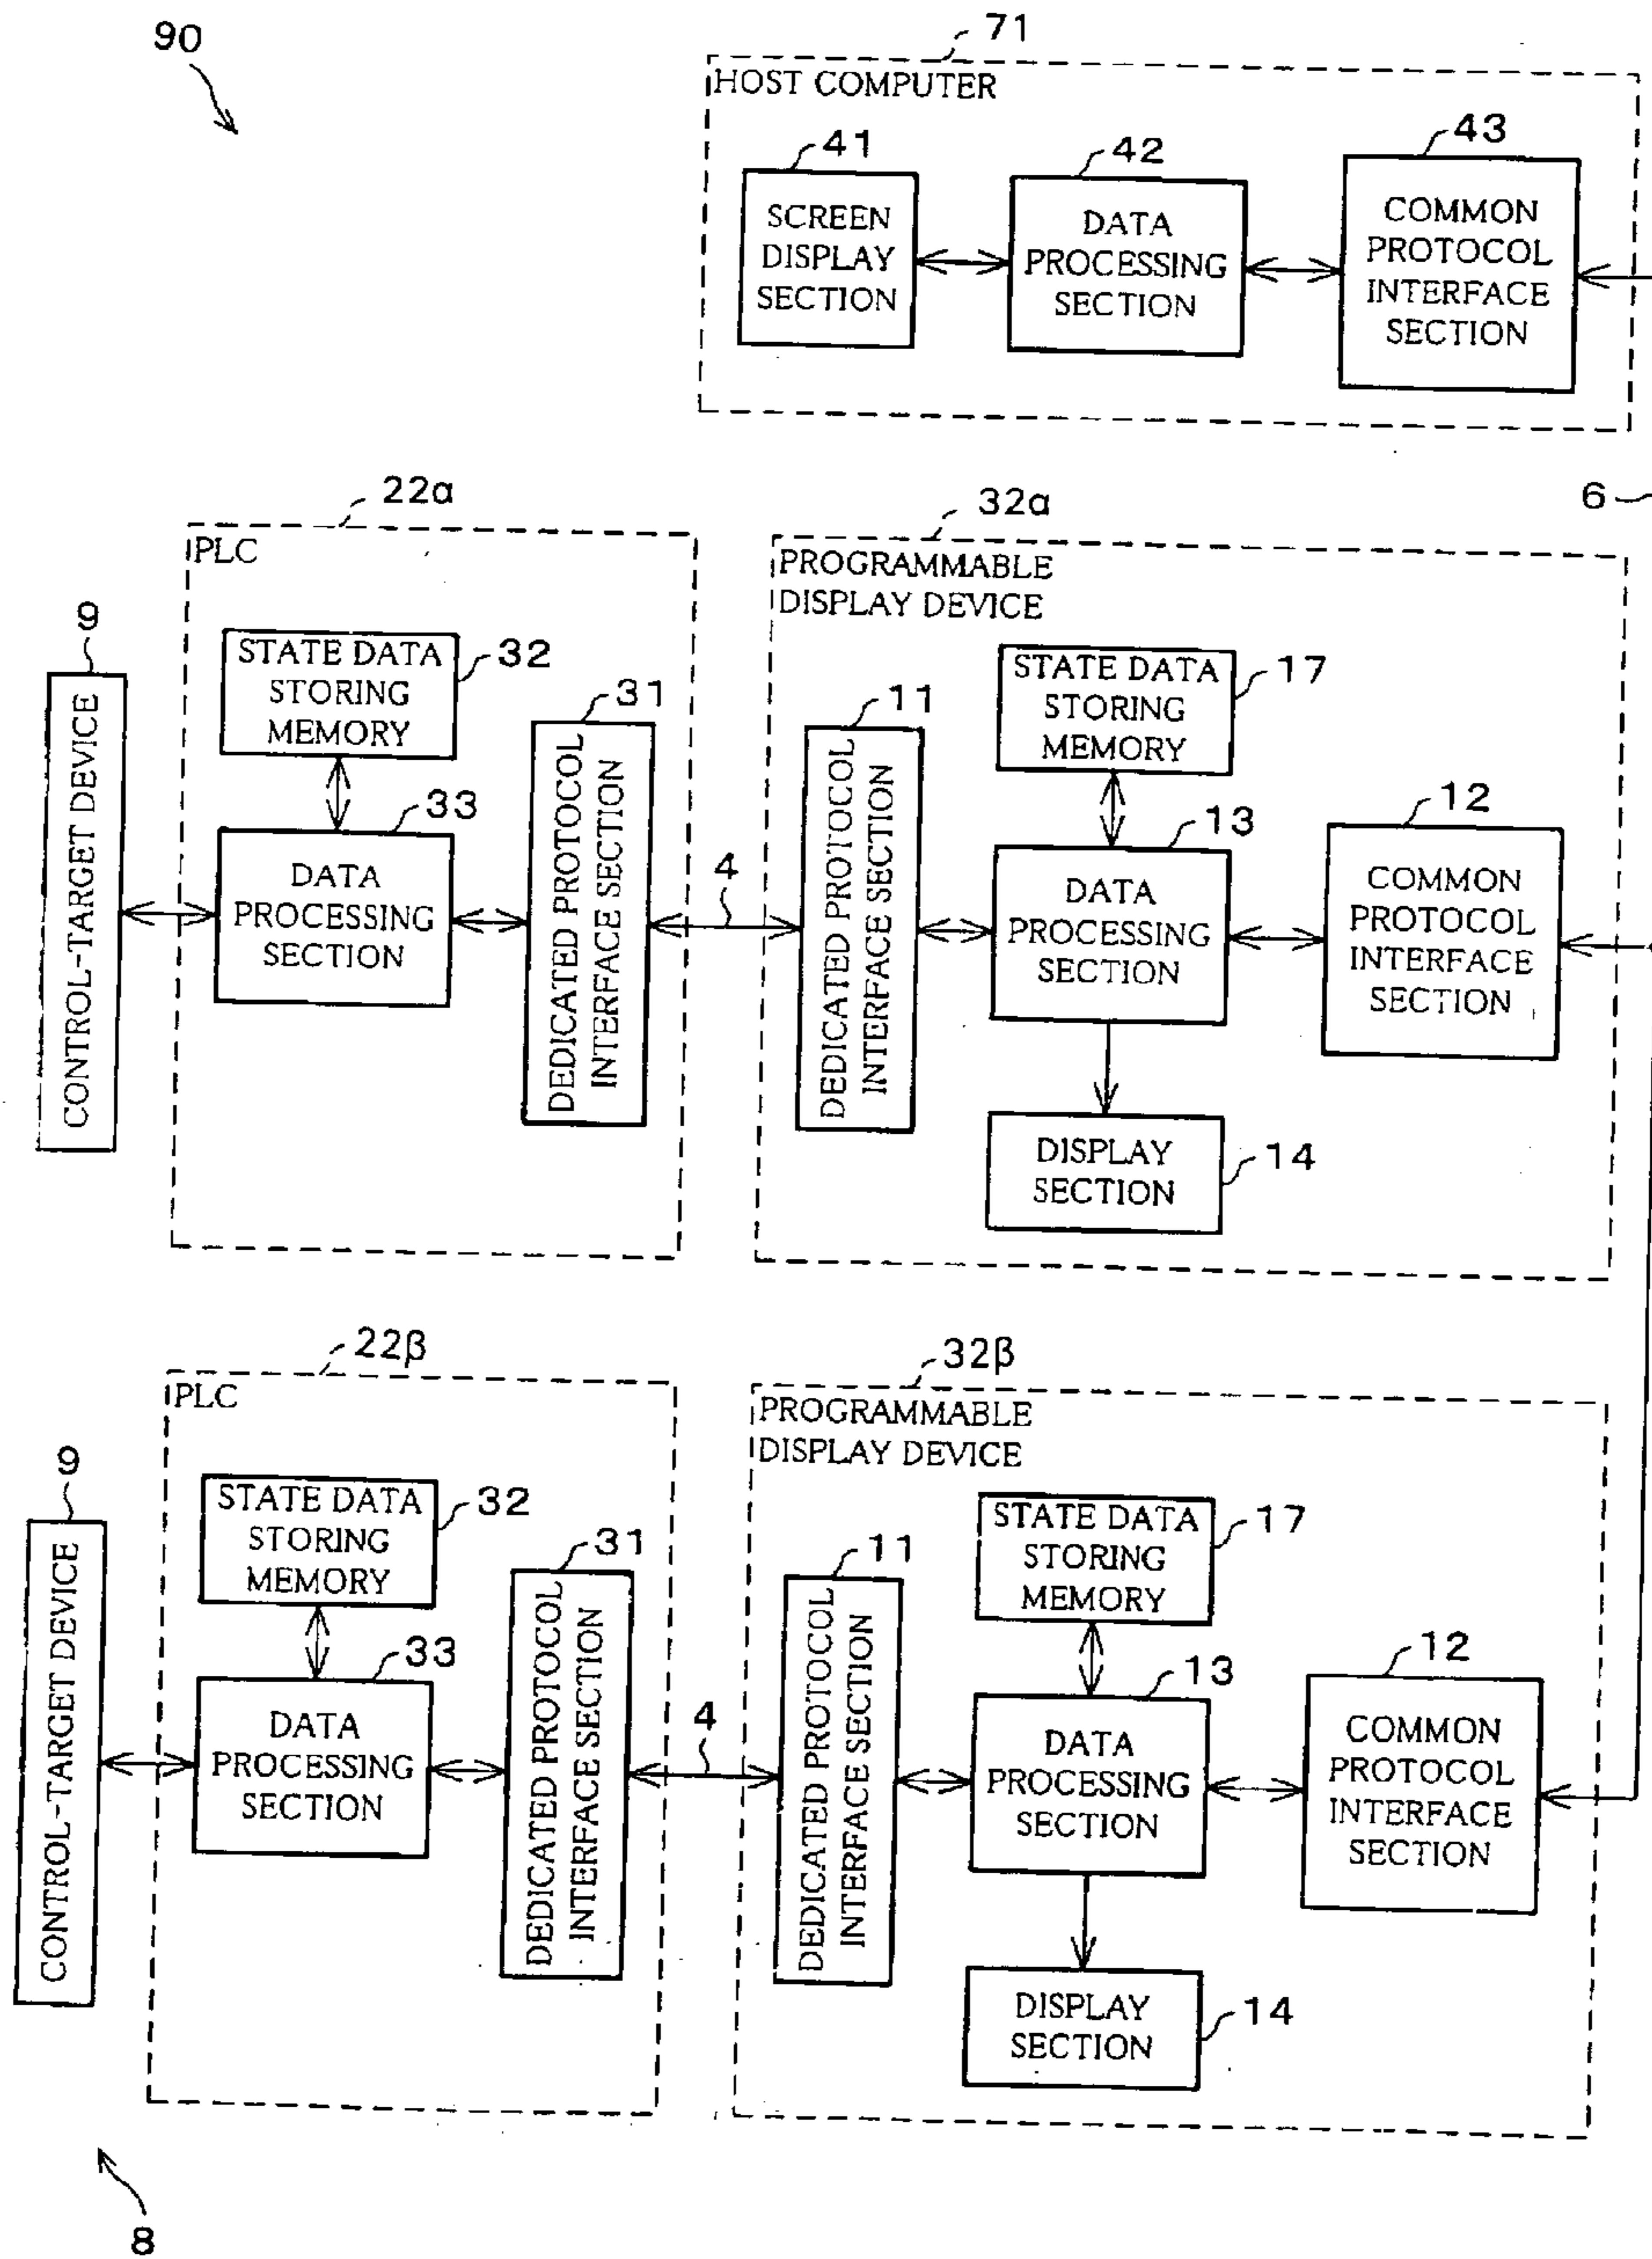 90
71
HOST COMPUTER
41
42
43
SCREEN
DISPLAY
SECTION
DATA
PROCESSING
SECTION
COMMON
PROTOCOL
INTERFACE
SECTION
6
22α
32α
PLC
PROGRAMMABLE
DISPLAY DEVICE
9
CONTROL-TARGET DEVICE
STATE DATA
STORING
MEMORY
32
33
DATA
PROCESSING
SECTION
31
DEDICATED PROTOCOL
INTERFACE SECTION
4
11
DEDICATED PROTOCOL
INTERFACE SECTION
STATE DATA
STORING
MEMORY
17
13
DATA
PROCESSING
SECTION
12
COMMON
PROTOCOL
INTERFACE
SECTION
DISPLAY
SECTION
14
22β
32β
PLC
PROGRAMMABLE
DISPLAY DEVICE
9
CONTROL-TARGET DEVICE
STATE DATA
STORING
MEMORY
32
33
DATA
PROCESSING
SECTION
31
DEDICATED PROTOCOL
INTERFACE SECTION
4
11
DEDICATED PROTOCOL
INTERFACE SECTION
STATE DATA
STORING
MEMORY
17
13
DATA
PROCESSING
SECTION
12
COMMON
PROTOCOL
INTERFACE
SECTION
DISPLAY
SECTION
14
8